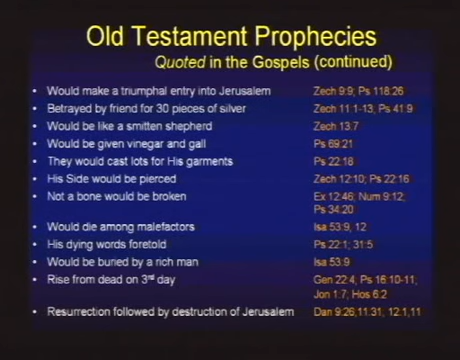 Old Testament Prophecies
Quoted in the Gospels (continued)
• Would make a triumphal entry into Jerusalem Zech 9:9; Ps 118:26
• Betrayed by friend for 30 pieces of silver Zech 11:1-13; Ps 41:9
• Would be like a smitten shepherd Zech 13:7
• Would be given vinegar and gall Ps 69:21
• They would cast lots for His garments Ps 22:18
• His Side would be pierced Zech 12:10; Ps 22:16
• Not a bone would be broken Ex 12:46; Num 9:12;
Ps 34:20
• Would die among malefactors Isa 53:9, 12
• His dying words foretold Ps 22:1; 31:5
• Would be buried by a rich man Isa 53:9
• Rise from dead on 3rd day Gen 22:4; Ps 16:10-11;
Jon 1:7; Hos 6:2
• Resurrection followed by destruction of Jerusalem Dan 9:26,11:31; 12:1,11